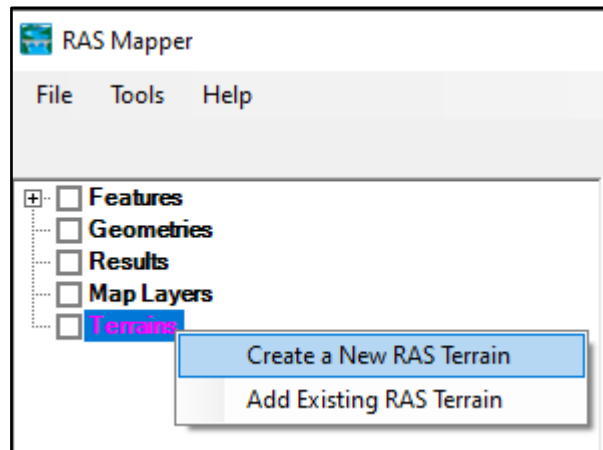 RAS Mapper
File Tools Help
Features
Geometries
Results
Map Layers
Terrains
Create a New RAS Terrain
Add Existing RAS Terrain